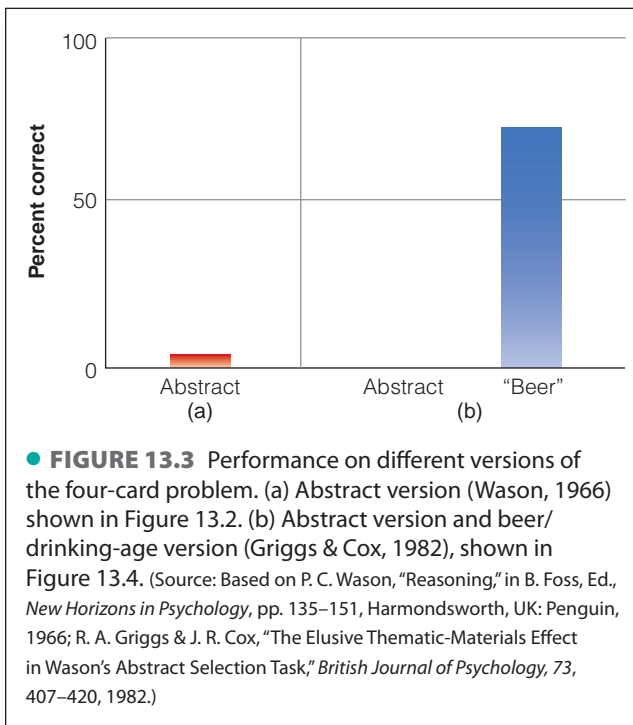 100
Percent correct
50
0
Abstract
Abstract
“Beer”
(a)
(b)
● FIGURE 13.3 Performance on different versions of
the four-card problem. (a) Abstract version (Wason, 1966)
shown in Figure 13.2. (b) Abstract version and beer/
drinking-age version (Griggs & Cox, 1982), shown in
Figure 13.4. (Source: Based on P. C. Wason, “Reasoning,” in B. Foss, Ed.,
New Horizons in Psychology, pp. 135–151, Harmondsworth, UK: Penguin,
1966; R. A. Griggs & J. R. Cox, “The Elusive Thematic-Materials Effect
in Wason’s Abstract Selection Task,” British Journal of Psychology, 73,
407–420, 1982.)